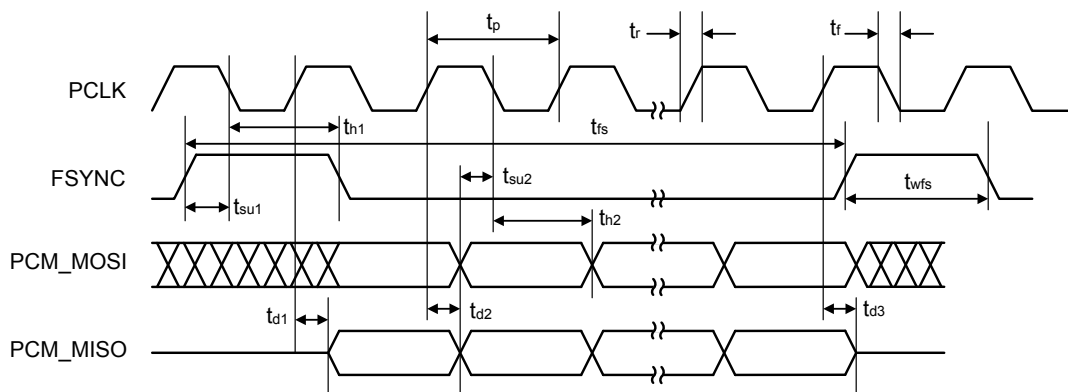 tp
tr
tf
PCLK
th1
tfs
FSYNC
tsu1
tsu2
twfs
th2
PCM_MOSI
td1
td2
td3
PCM_MISO